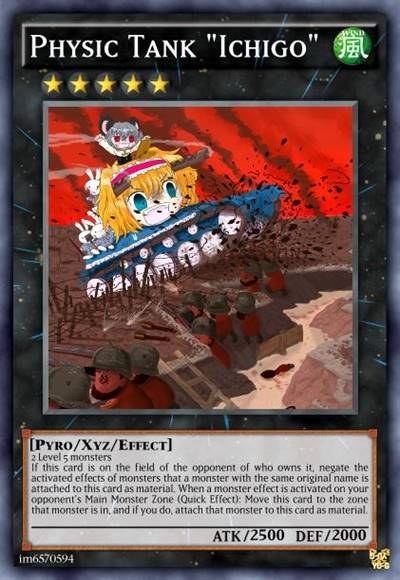 PHYSIC TANK "ICHIGO"
WIND
風
[PYRO/XYZ/EFFECT]
2 Level 5 monsters
If this card is on the field of the opponent of who owns it, negate the
activated effects of monsters that a monster with the same original name is
attached to this card as material. When a monster effect is activated on your
opponent's Main Monster Zone (Quick Effect): Move this card to the zone
that monster is in, and if you do, attach that monster to this card as material.
ATK/2500 DEF/2000
im6570594